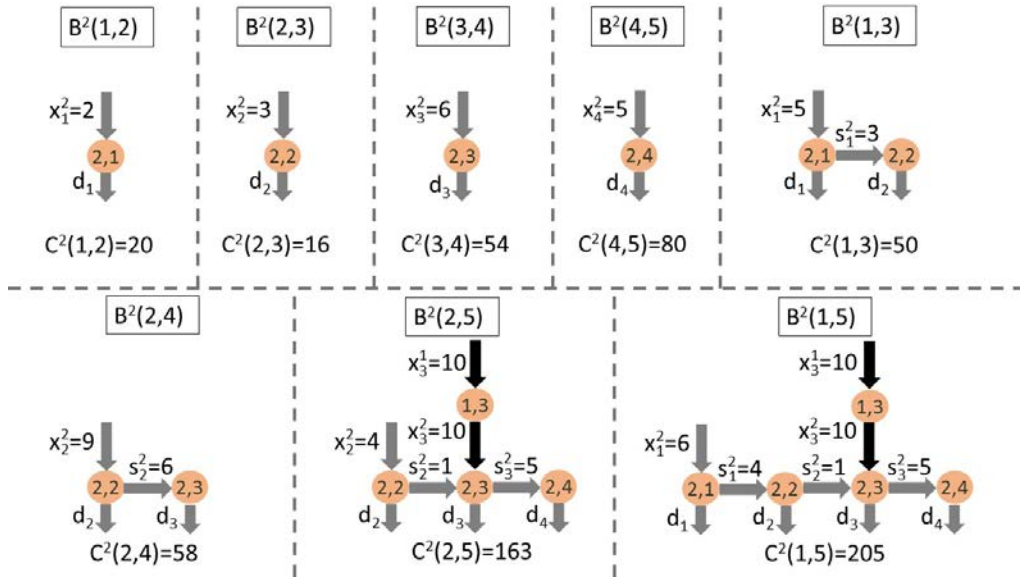 B²(1,2)
x₁²=2
2,1
d₁
C²(1,2)=20
B²(2,3)
x₂²=3
2,2
d₂
C²(2,3)=16
B²(3,4)
x₃²=6
2,3
d₃
C²(3,4)=54
B²(4,5)
x₄²=5
2,4
d₄
C²(4,5)=80
B²(1,3)
x₁²=5
s₁²=3
2,1 2,2
d₁ d₂
C²(1,3)=50
B²(2,4)
x₂²=9
s₂²=6
2,2 2,3
d₂ d₃
C²(2,4)=58
B²(2,5)
x₃¹=10
1,3
x₂²=4 x₃²=10
s₂²=1 s₃²=5
2,2 2,3 2,4
d₂ d₃ d₄
C²(2,5)=163
B²(1,5)
x₃¹=10
1,3
x₁²=6 x₃²=10
s₁²=4 s₂²=1 s₃²=5
2,1 2,2 2,3 2,4
d₁ d₂ d₃ d₄
C²(1,5)=205